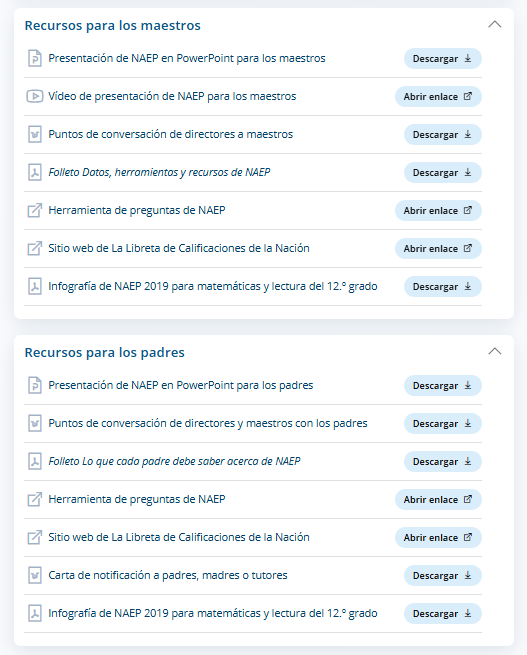 Recursos para los maestros
Presentación de NAEP en PowerPoint para los maestros Descargar
Vídeo de presentación de NAEP para los maestros Abrir enlace
Puntos de conversación de directores a maestros Descargar
Folleto Datos, herramientas y recursos de NAEP Descargar
Herramienta de preguntas de NAEP Abrir enlace
Sitio web de La Libreta de Calificaciones de la Nación Abrir enlace
Infografía de NAEP 2019 para matemáticas y lectura del 12.º grado Descargar
Recursos para los padres
Presentación de NAEP en PowerPoint para los padres Descargar
Puntos de conversación de directores y maestros con los padres Descargar
Folleto Lo que cada padre debe saber acerca de NAEP Descargar
Herramienta de preguntas de NAEP Abrir enlace
Sitio web de La Libreta de Calificaciones de la Nación Abrir enlace
Carta de notificación a padres, madres o tutores Descargar
Infografía de NAEP 2019 para matemáticas y lectura del 12.º grado Descargar